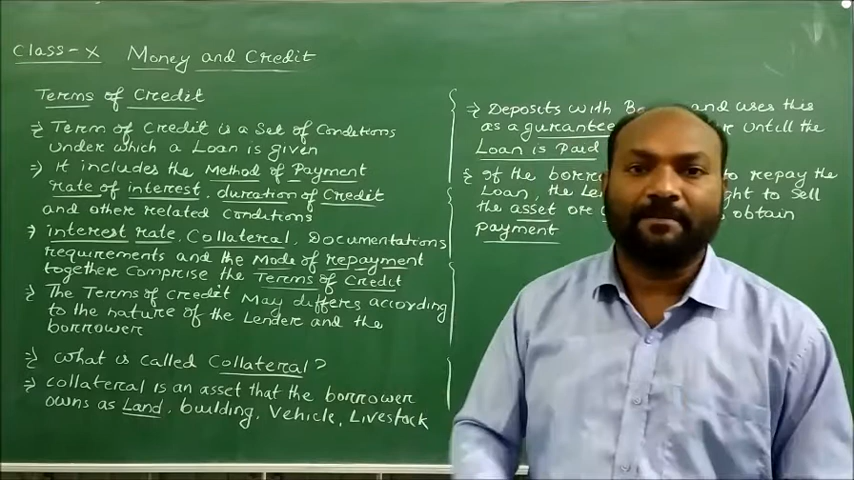 Class-X Money and Credit
Terms of Credit
⇒ Term of Credit is a Set of Conditions
under which a Loan is given
⇒ It includes the Method of Payment
rate of interest, duration of Credit
and other related Conditions
⇒ interest rate, Collateral, Documentations
requirements and the Mode of repayment
together Comprise the Terms of Credit
⇒ The Terms of credit May differs according
to the nature of the Lender and the
borrower
⇒ what is called Collateral?
⇒ collateral is an asset that the borrower
owns as Land, building, Vehicle, Livestock
⇒ Deposits with and uses this
as a guarantee Untill the
Loan is Paid
⇒ If the to repay the
Loan, the to Sell
the asset or obtain
payment